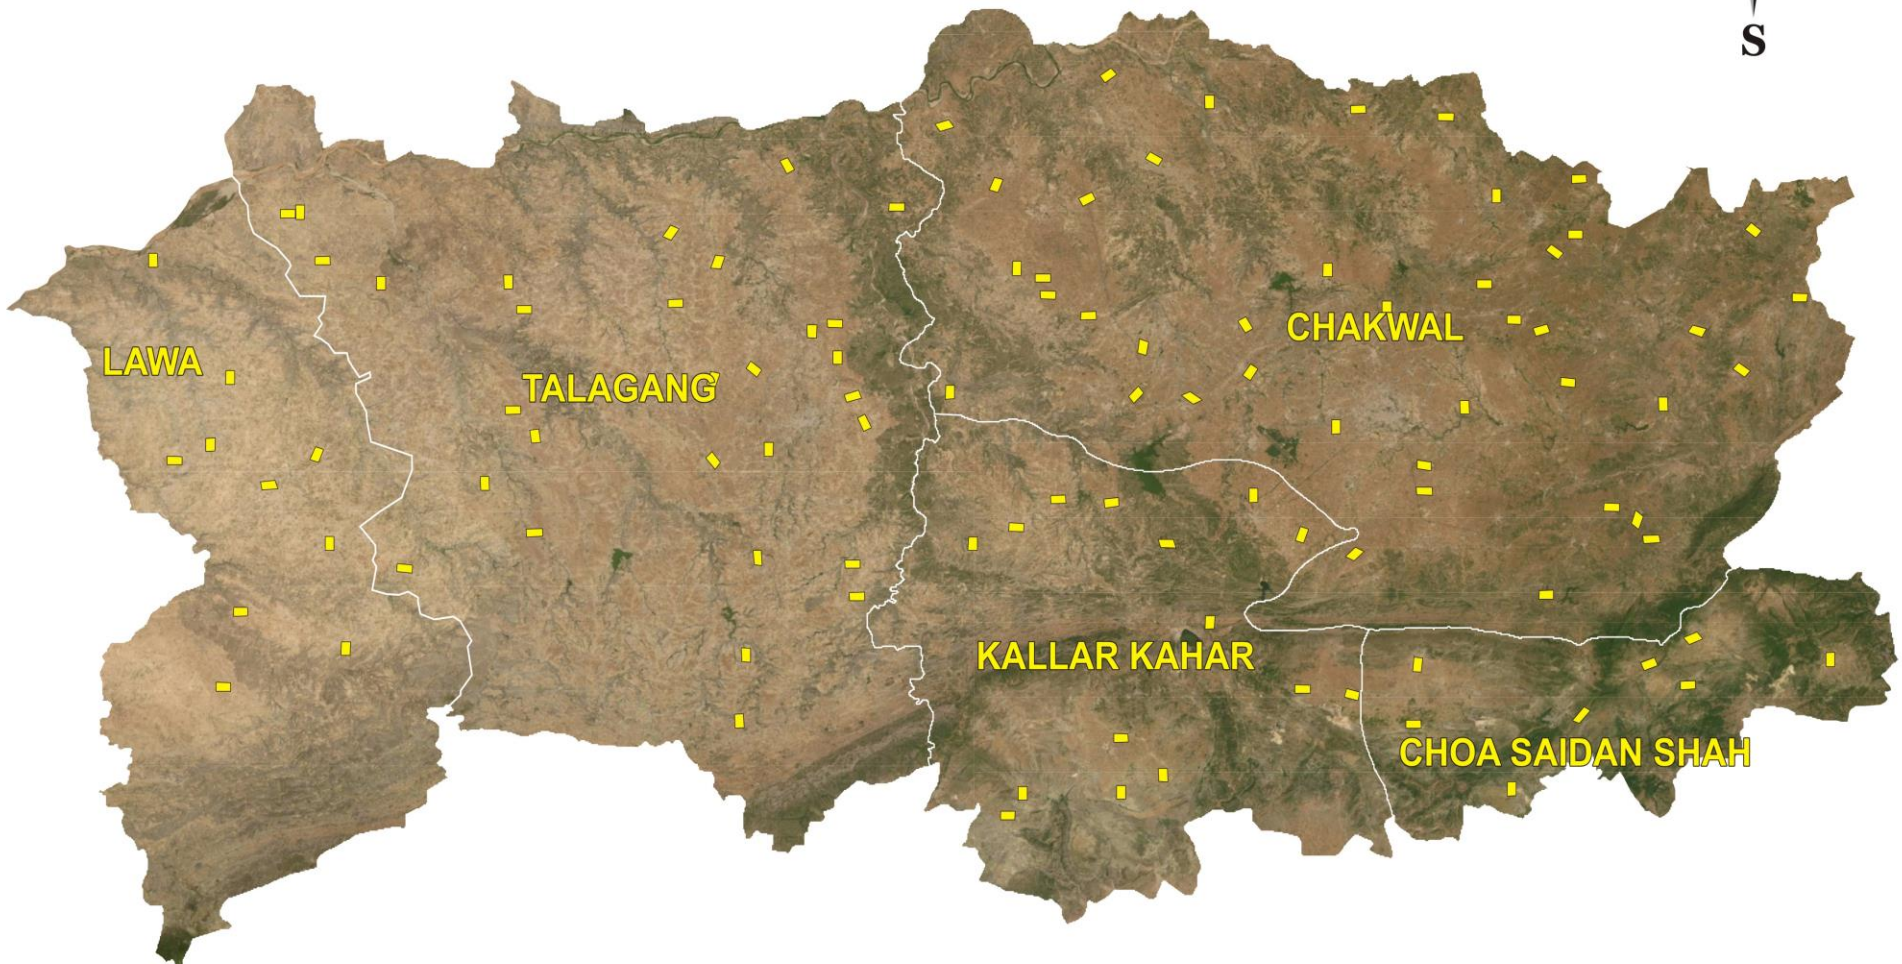 S
CHAKWAL
LAWA
TALAGANG
KALLAR KAHAR
CHOA SAIDAN SHAH